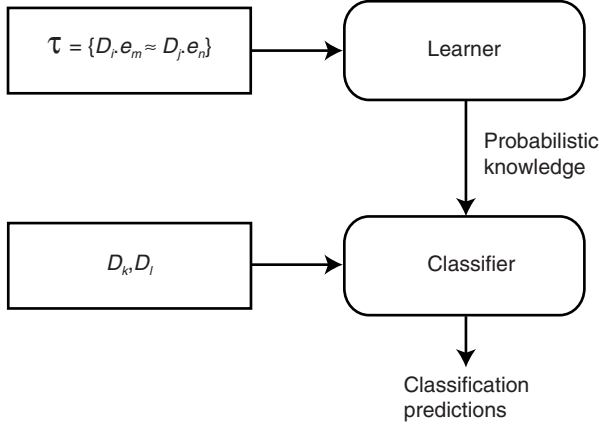 τ = {Dᵢ.eₘ ≈ Dⱼ.eₙ}
Learner
Probabilistic
knowledge
Dₖ,Dₗ
Classifier
Classification
predictions